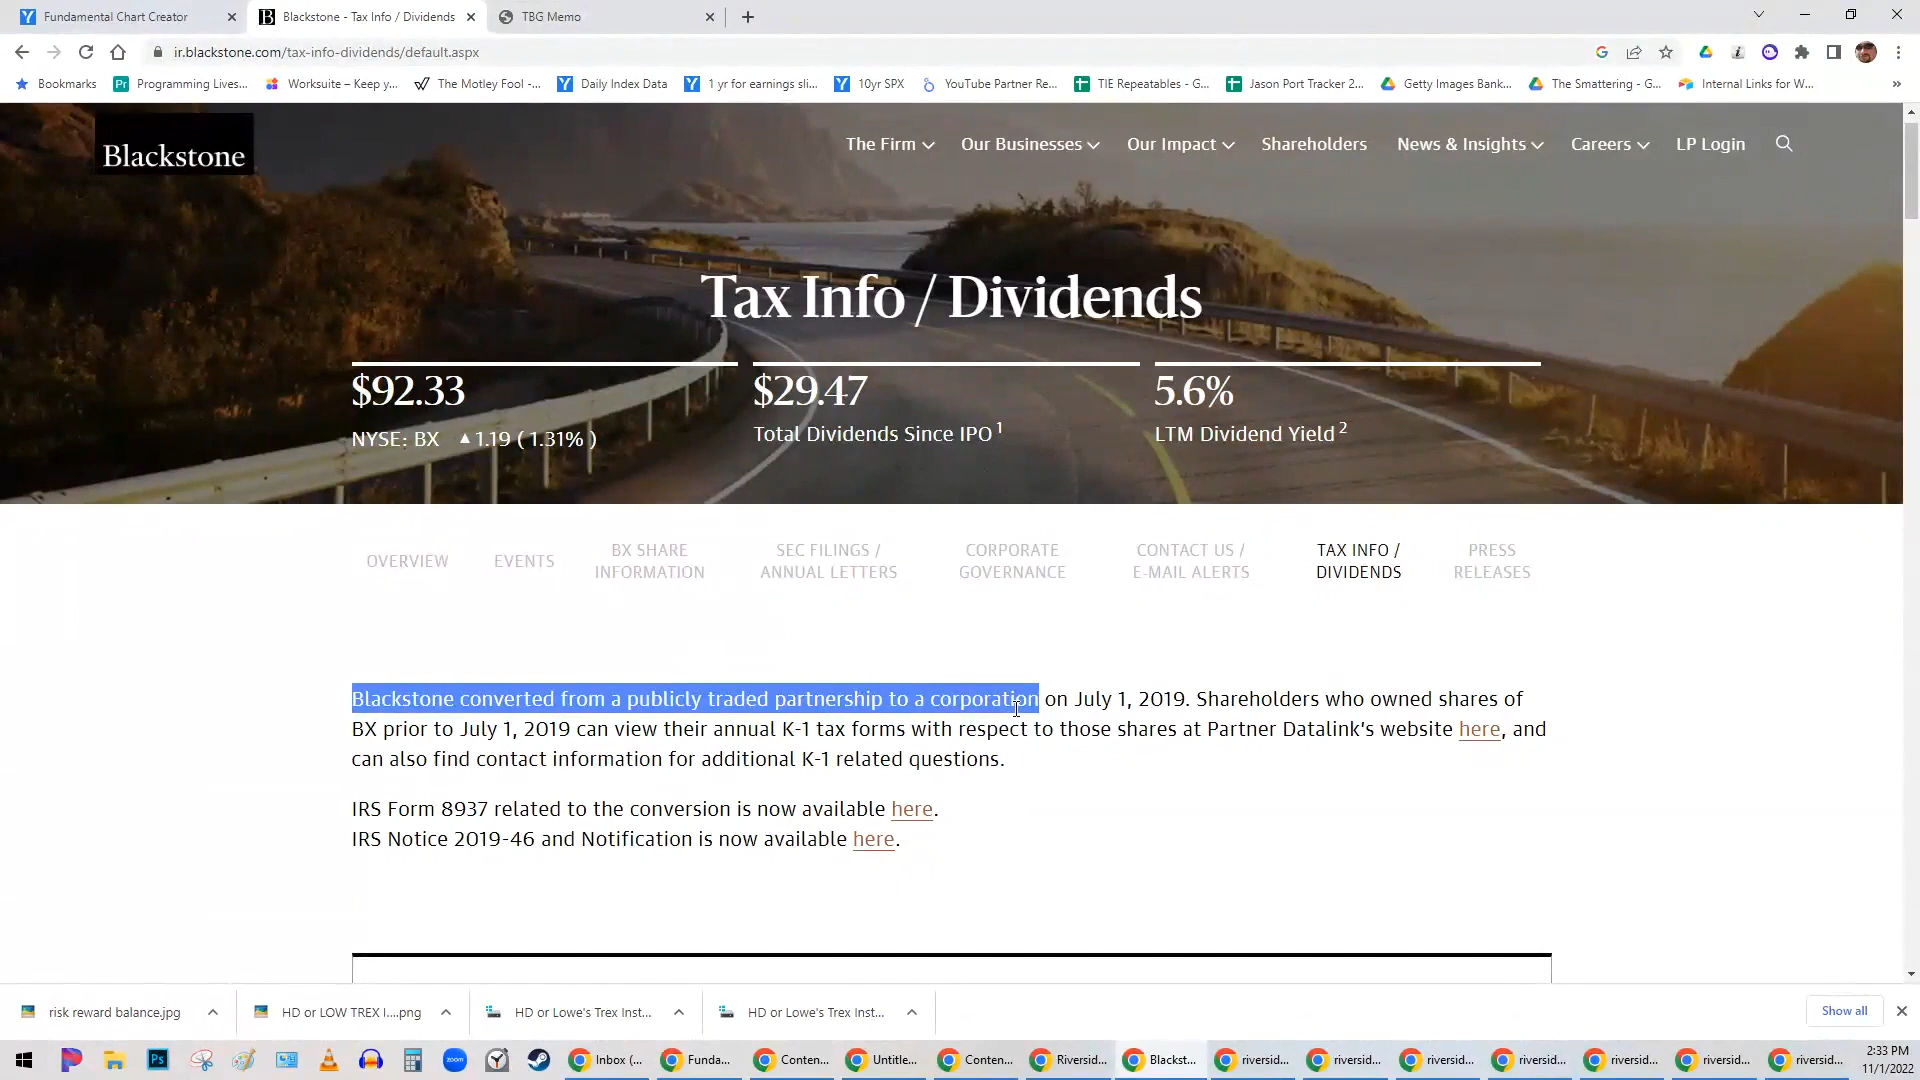 Fundamental Chart Creator
Blackstone - Tax Info / Dividends
TBG Memo
ir.blackstone.com/tax-info-dividends/default.aspx
Bookmarks
Programming Lives...
Worksuite – Keep y...
The Motley Fool -...
Daily Index Data
1 yr for earnings sli...
10yr SPX
YouTube Partner Re...
TIE Repeatables - G...
Jason Port Tracker 2...
Getty Images Bank...
The Smattering - G...
Internal Links for W...
Blackstone
The Firm
Our Businesses
Our Impact
Shareholders
News & Insights
Careers
LP Login
Tax Info / Dividends
$92.33
NYSE: BX ▲1.19 ( 1.31% )
$29.47
Total Dividends Since IPO 1
5.6%
LTM Dividend Yield 2
OVERVIEW
EVENTS
BX SHARE
INFORMATION
SEC FILINGS /
ANNUAL LETTERS
CORPORATE
GOVERNANCE
CONTACT US /
E-MAIL ALERTS
TAX INFO /
DIVIDENDS
PRESS
RELEASES
Blackstone converted from a publicly traded partnership to a corporation on July 1, 2019. Shareholders who owned shares of
BX prior to July 1, 2019 can view their annual K-1 tax forms with respect to those shares at Partner Datalink's website here, and
can also find contact information for additional K-1 related questions.
IRS Form 8937 related to the conversion is now available here.
IRS Notice 2019-46 and Notification is now available here.
risk reward balance.jpg
HD or LOW TREX I....png
HD or Lowe's Trex Inst...
HD or Lowe's Trex Inst...
Show all
Ps
zoom
Inbox (...
Funda...
Conten...
Untitle...
Conten...
Riversid...
Blackst...
riversid...
riversid...
riversid...
riversid...
riversid...
riversid...
riversid...
2:33 PM
11/1/2022